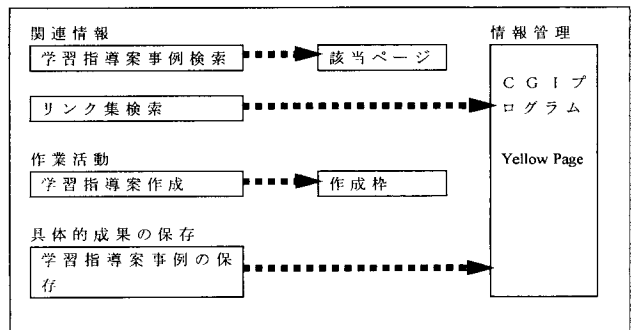 関連情報
学習指導案事例検索
該当ページ
リンク集検索
作業活動
学習指導案作成
作成枠
具体的成果の保存
学習指導案事例の保
存
情報管理
CGIプ
ログラム
Yellow Page